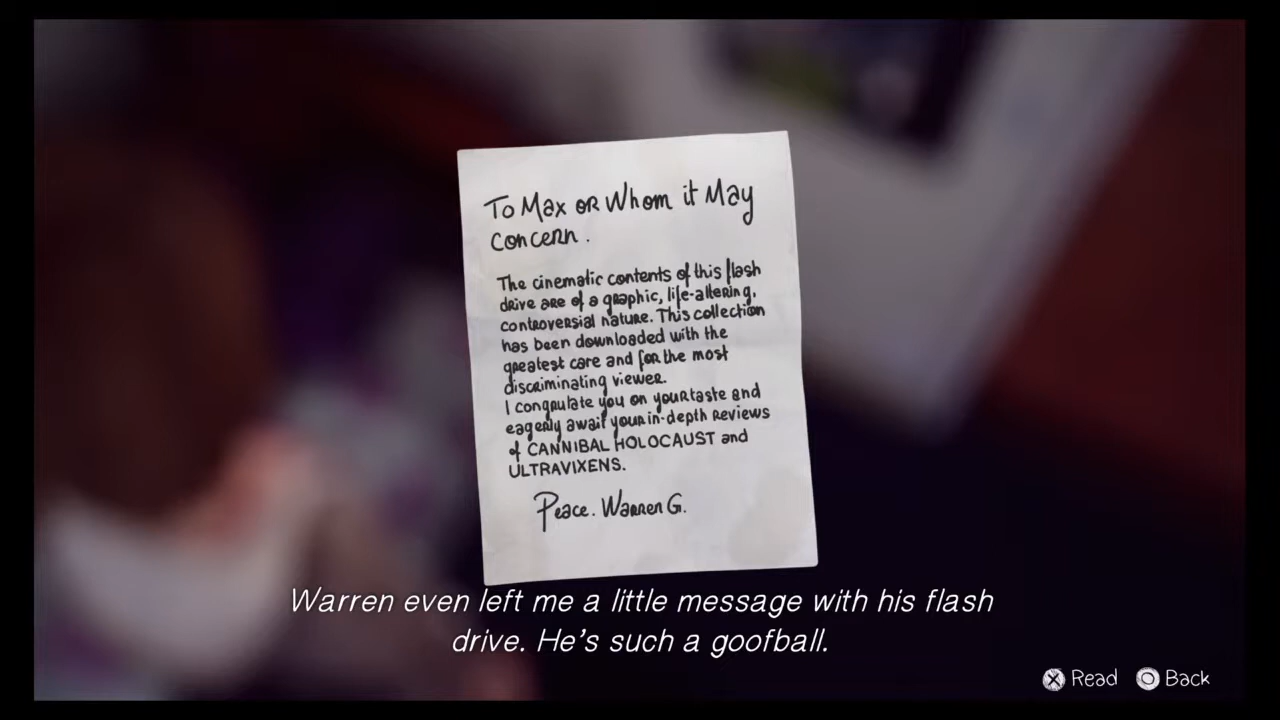 To Max or Whom it May
Concern.
The cinematic contents of this flash
drive are of a graphic, life-altering,
controversial nature. This collection
has been downloaded with the
greatest care and for the most
discriminating viewer.
I congrulate you on your taste and
eagerly await your in-depth reviews
of CANNIBAL HOLOCAUST and
ULTRAVIXENS.
Peace. Warren G.
Warren even left me a little message with his flash
drive. He's such a goofball.
Read Back